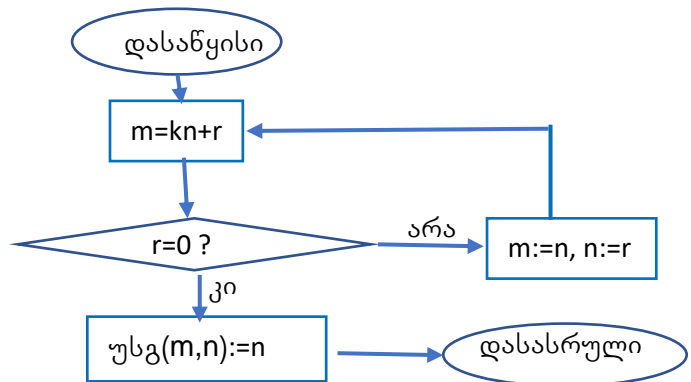 დასაწყისი
m=kn+r
r=0 ?
არა
m:=n, n:=r
კი
უსგ(m,n):=n
დასასრული